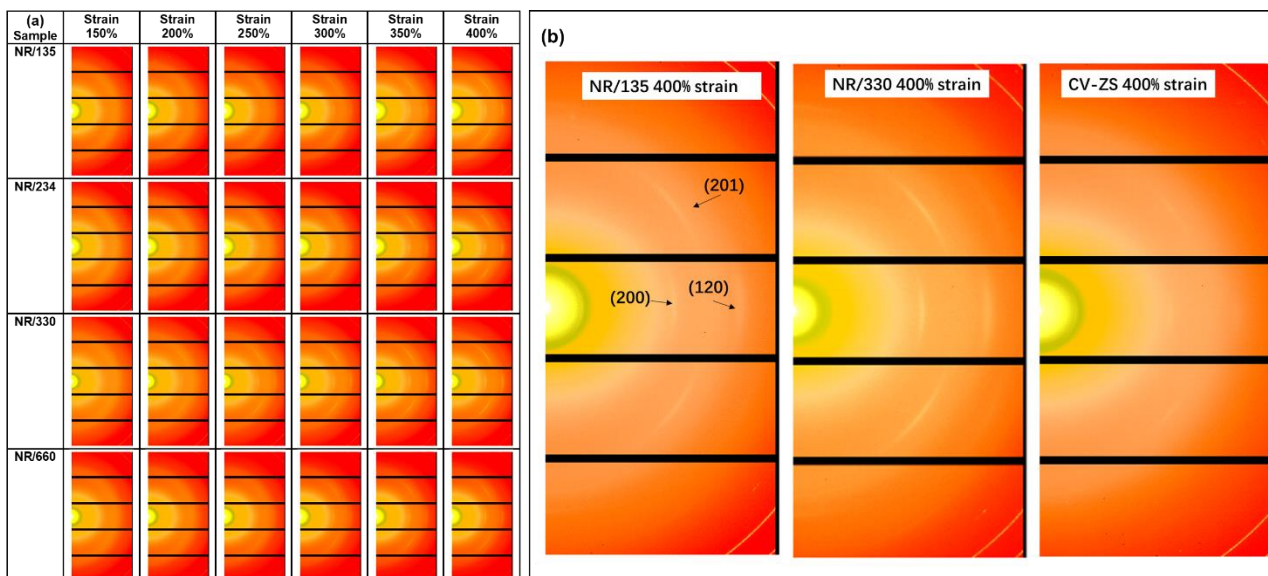 (a)
Sample
Strain
150%
Strain
200%
Strain
250%
Strain
300%
Strain
350%
Strain
400%
NR/135
NR/234
NR/330
NR/660
(b)
NR/135 400% strain
NR/330 400% strain
CV-ZS 400% strain
(201)
(200)
(120)